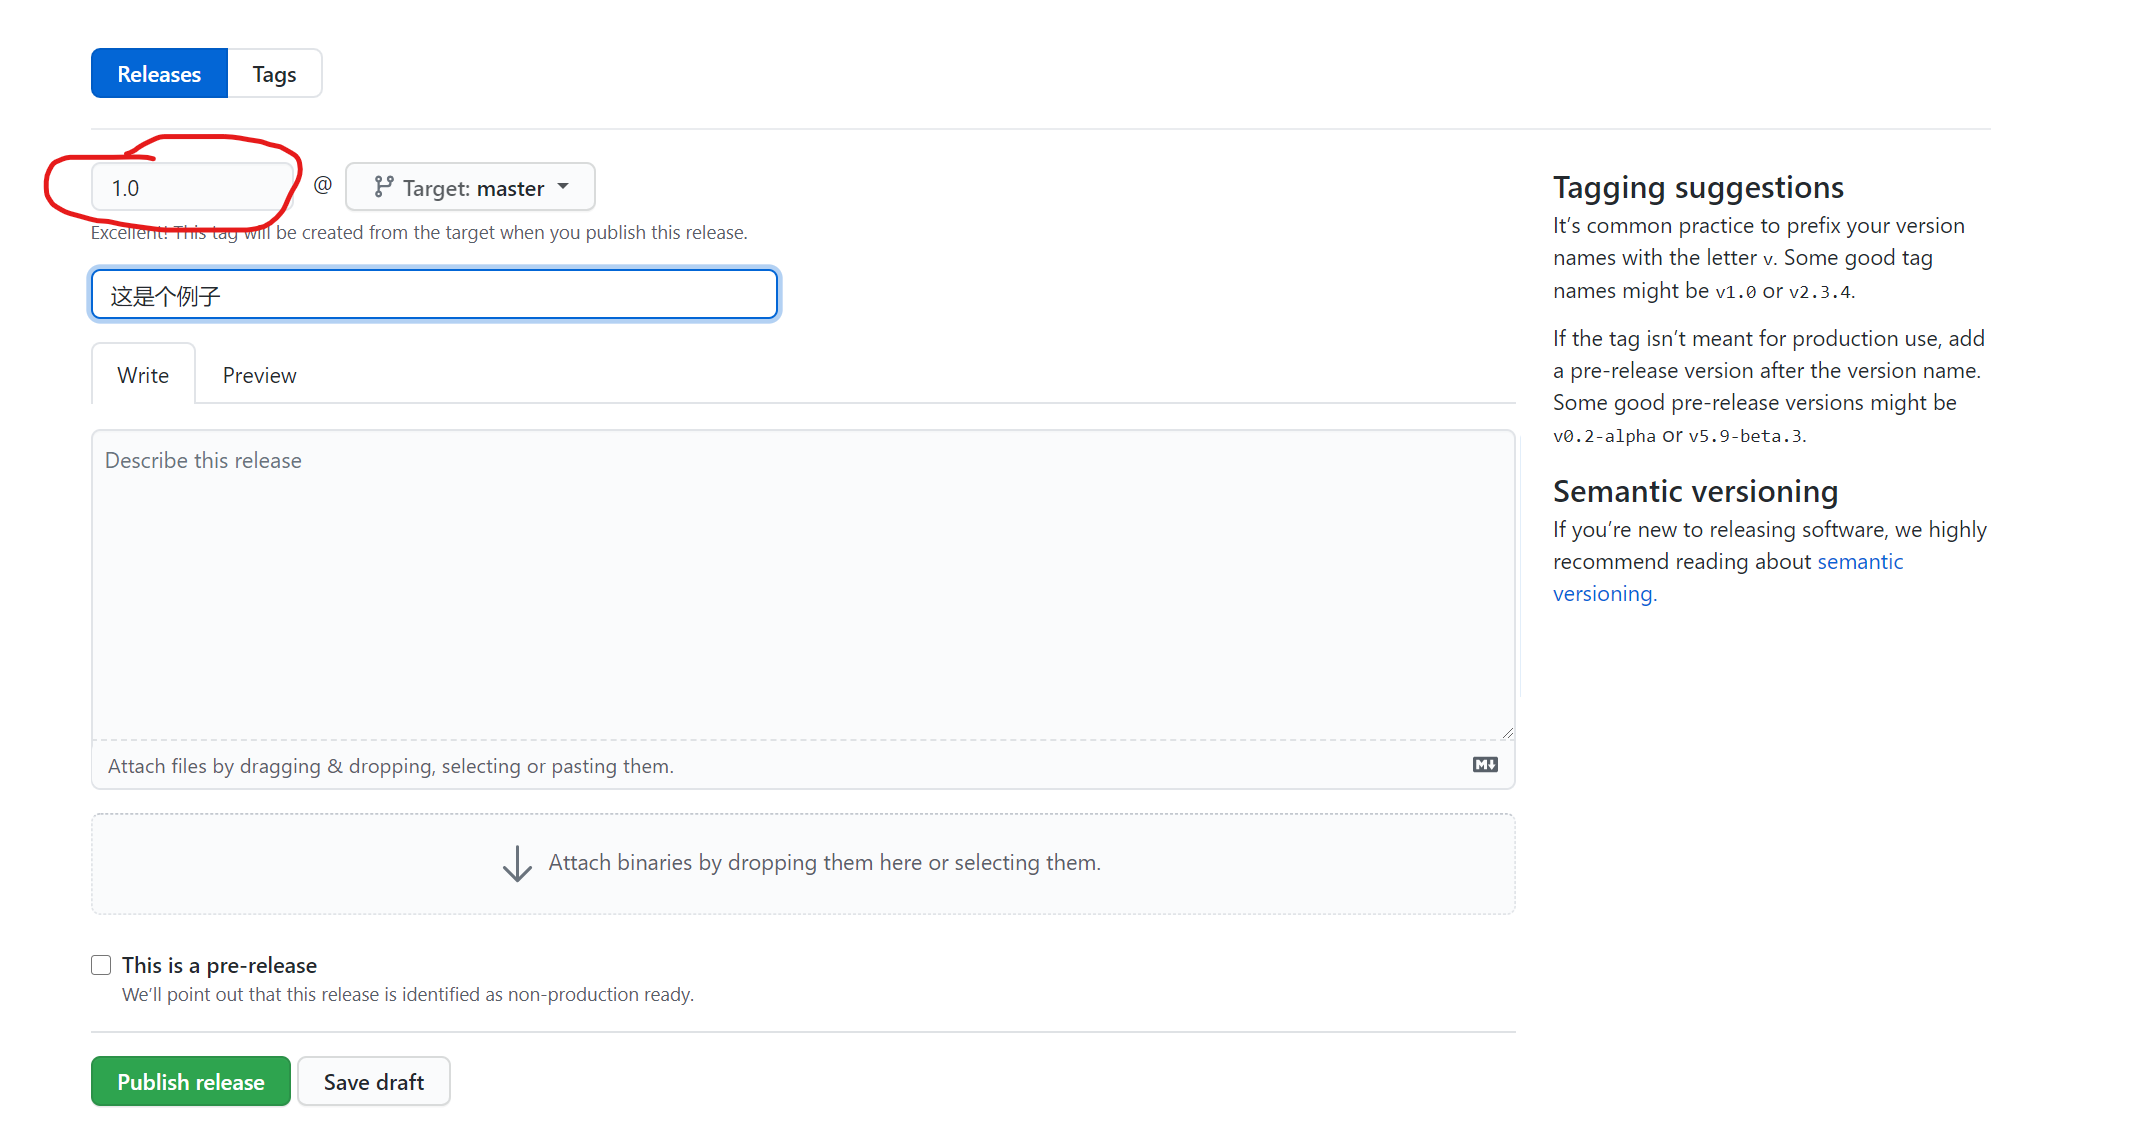 Releases Tags
1.0 @ Target: master
Excellent! This tag will be created from the target when you publish this release.
这是个例子
Write Preview
Describe this release
Attach files by dragging & dropping, selecting or pasting them.
Attach binaries by dropping them here or selecting them.
This is a pre-release
We'll point out that this release is identified as non-production ready.
Publish release Save draft
Tagging suggestions
It's common practice to prefix your version
names with the letter v. Some good tag
names might be v1.0 or v2.3.4.
If the tag isn't meant for production use, add
a pre-release version after the version name.
Some good pre-release versions might be
v0.2-alpha or v5.9-beta.3.
Semantic versioning
If you're new to releasing software, we highly
recommend reading about semantic
versioning.